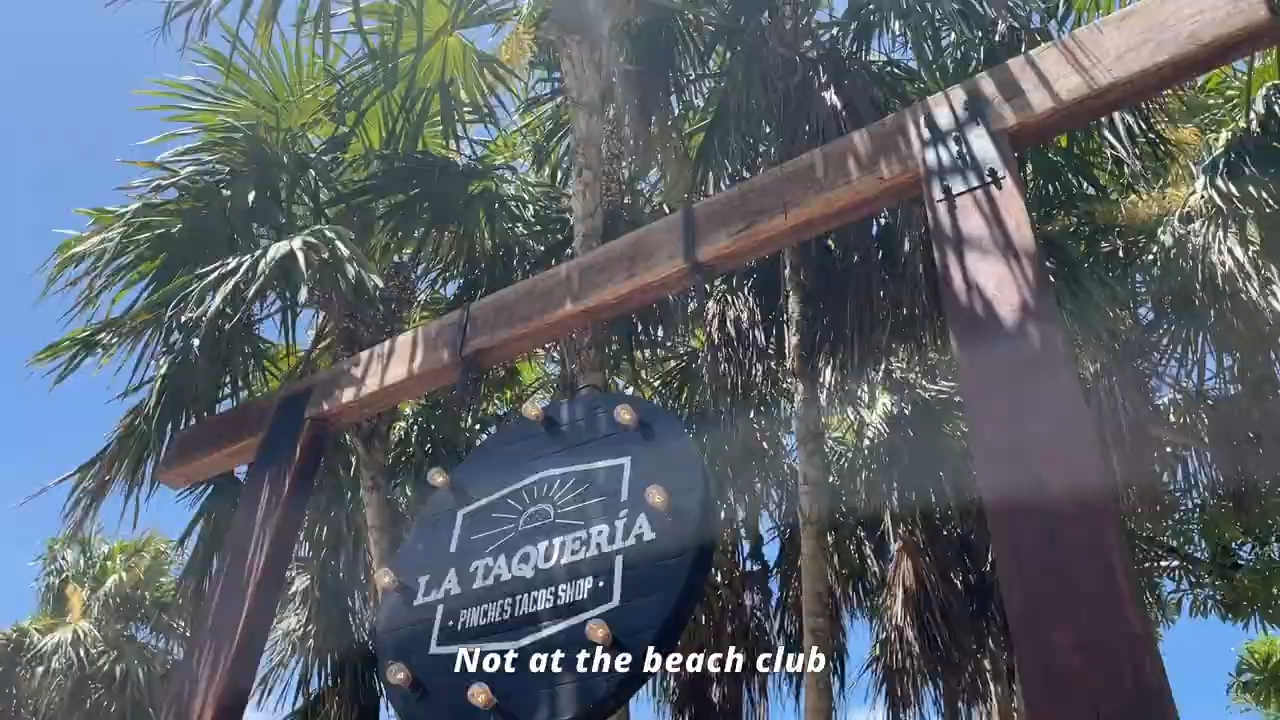 LA TAQUERÍA
· PINCHES TACOS SHOP ·
Not at the beach club